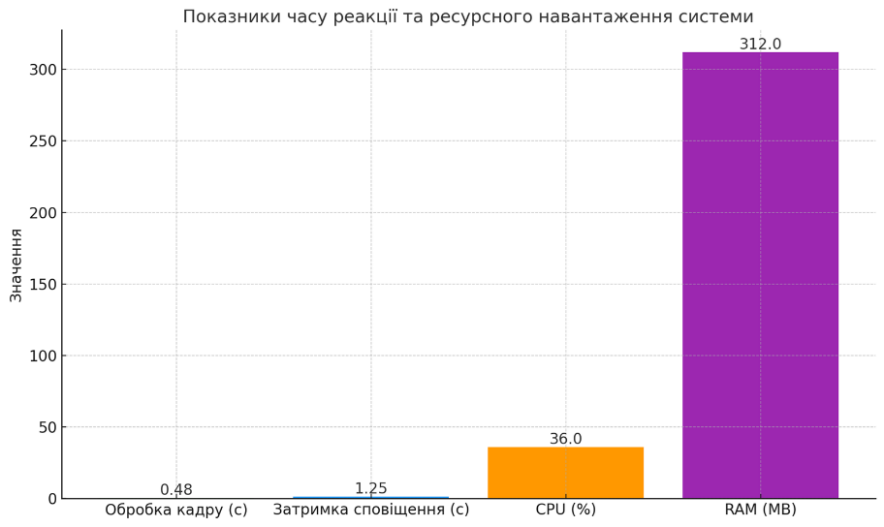 Показники часу реакції та ресурсного навантаження системи
Значення
300
250
200
150
100
50
0
0.48
1.25
36.0
312.0
Обробка кадру (с)
Затримка сповіщення (с)
CPU (%)
RAM (MB)